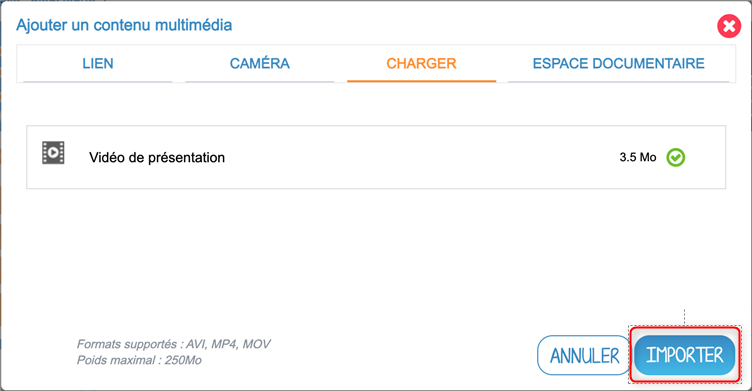 Ajouter un contenu multimédia
LIEN CAMÉRA CHARGER ESPACE DOCUMENTAIRE
Vidéo de présentation 3.5 Mo
Formats supportés : AVI, MP4, MOV
Poids maximal : 250Mo
ANNULER IMPORTER